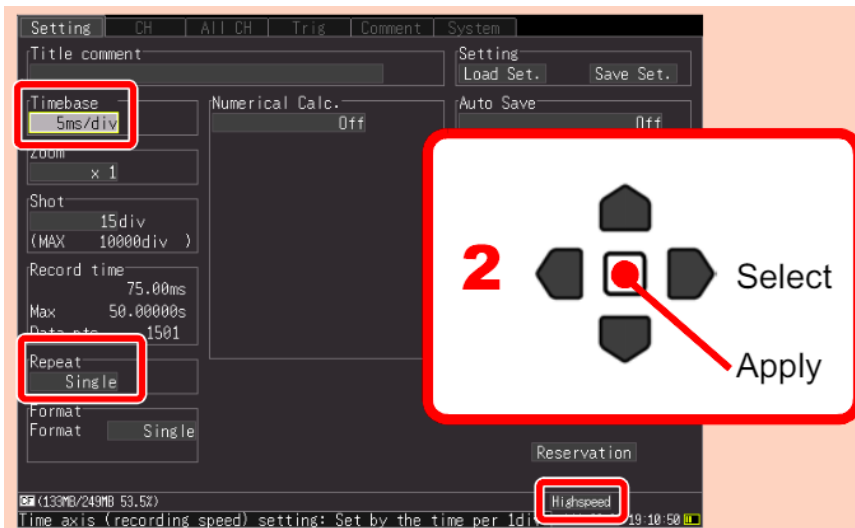 Setting CH All CH Trig Comment System
Title comment
Setting
Load Set. Save Set.
Timebase
5ms/div
Numerical Calc.
Off
Auto Save
Off
Zoom
x 1
Shot
15div
(MAX 10000div )
Record time
75.00ms
Max 50.00000s
Data pts 1501
Repeat
Single
Format
Format Single
2
Select
Apply
Reservation
CF (133MB/249MB 53.5%)
Highspeed
Time axis (recording speed) setting: Set by the time per 1di
19:10:50